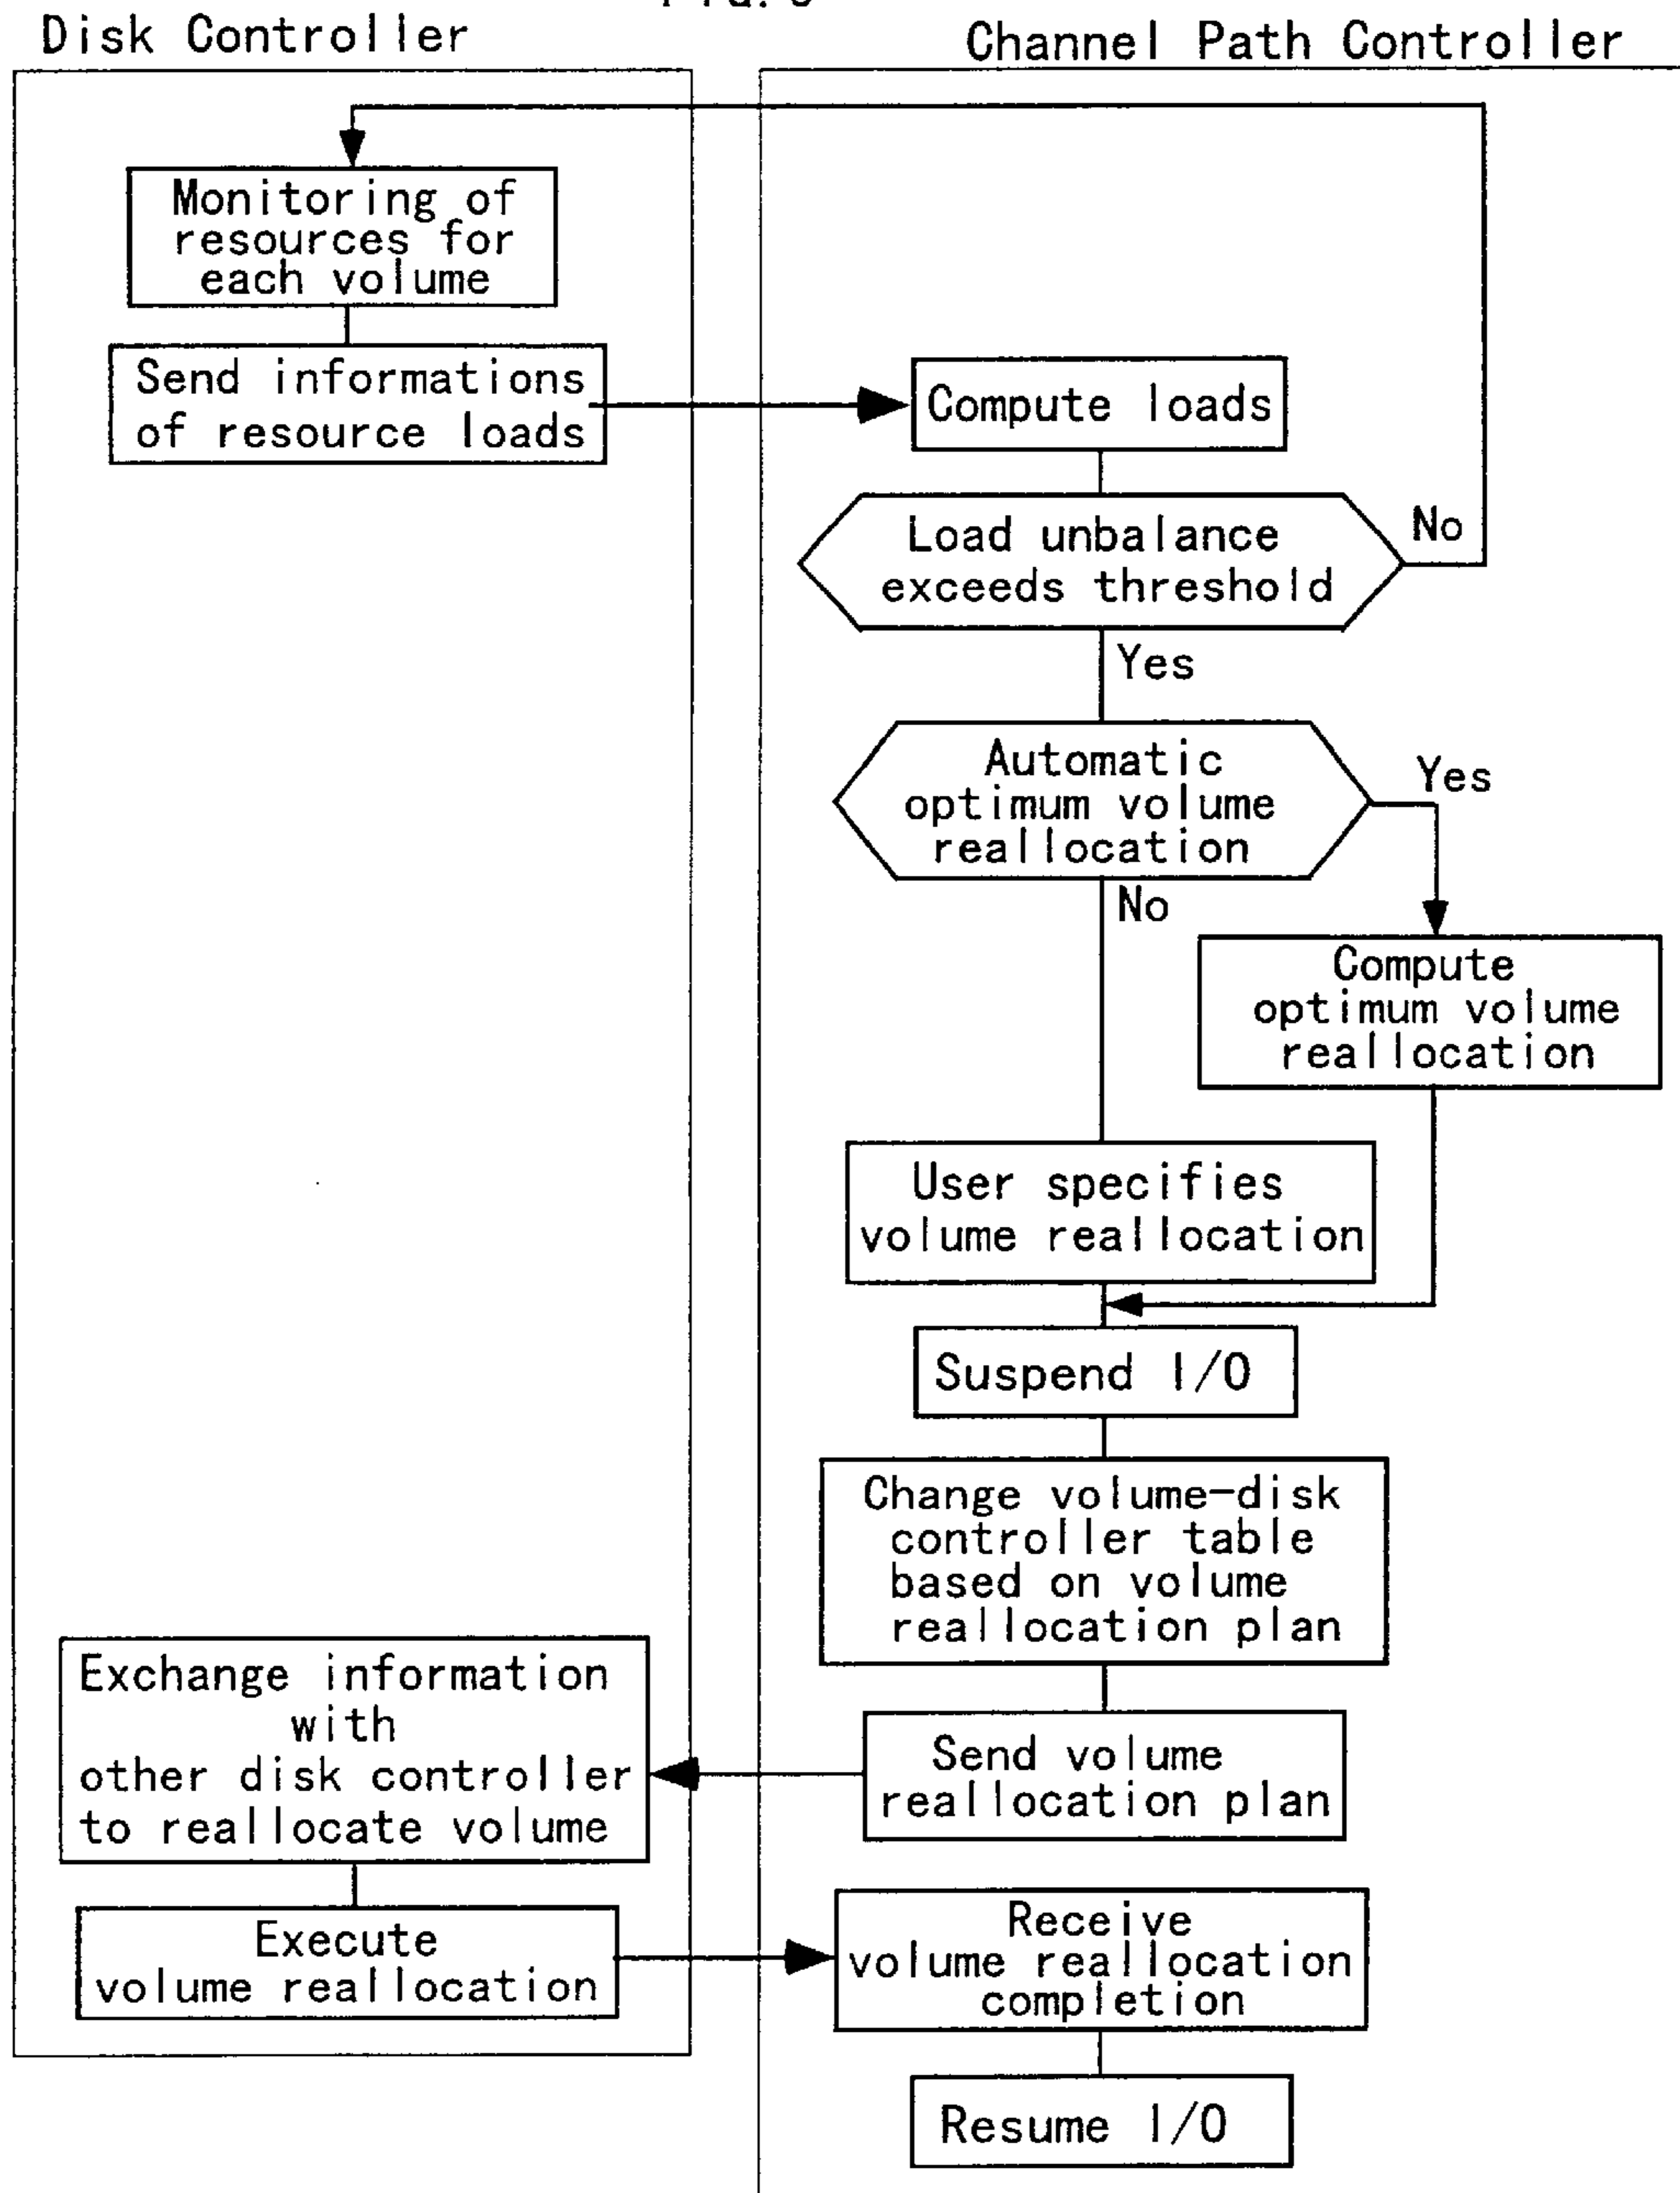 Disk Controller
Channel Path Controller
Monitoring of
resources for
each volume
Send informations
of resource loads
Compute loads
Load unbalance
exceeds threshold
No
Yes
Automatic
optimum volume
reallocation
Yes
No
Compute
optimum volume
reallocation
User specifies
volume reallocation
Suspend I/O
Change volume-disk
controller table
based on volume
reallocation plan
Exchange information
with
other disk controller
to reallocate volume
Send volume
reallocation plan
Execute
volume reallocation
Receive
volume reallocation
completion
Resume I/O